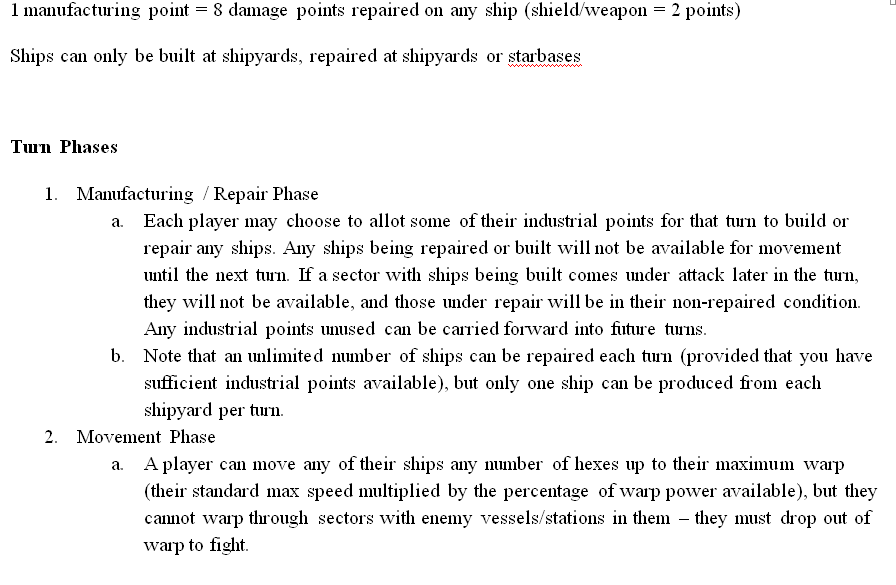 1 manufacturing point = 8 damage points repaired on any ship (shield/weapon = 2 points)
Ships can only be built at shipyards, repaired at shipyards or starbases
Turn Phases
1. Manufacturing / Repair Phase
a. Each player may choose to allot some of their industrial points for that turn to build or
repair any ships. Any ships being repaired or built will not be available for movement
until the next turn. If a sector with ships being built comes under attack later in the turn,
they will not be available, and those under repair will be in their non-repaired condition.
Any industrial points unused can be carried forward into future turns.
b. Note that an unlimited number of ships can be repaired each turn (provided that you have
sufficient industrial points available), but only one ship can be produced from each
shipyard per turn.
2. Movement Phase
a. A player can move any of their ships any number of hexes up to their maximum warp
(their standard max speed multiplied by the percentage of warp power available), but they
cannot warp through sectors with enemy vessels/stations in them – they must drop out of
warp to fight.